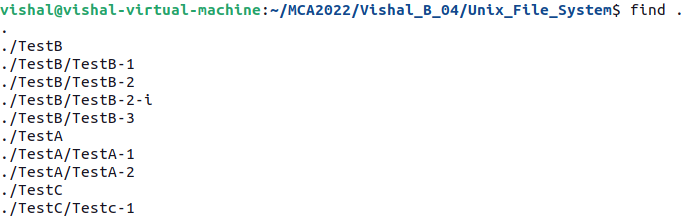 vishal@vishal-virtual-machine:~/MCA2022/Vishal_B_04/Unix_File_System$ find .
.
./TestB
./TestB/TestB-1
./TestB/TestB-2
./TestB/TestB-2-i
./TestB/TestB-3
./TestA
./TestA/TestA-1
./TestA/TestA-2
./TestC
./TestC/Testc-1